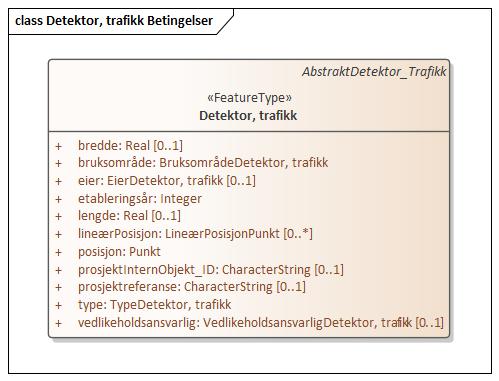 class Detektor, trafikk Betingelser
AbstraktDetektor_Trafikk
«FeatureType»
Detektor, trafikk
+ bredde: Real [0..1]
+ bruksområde: BruksområdeDetektor, trafikk
+ eier: EierDetektor, trafikk [0..1]
+ etableringsår: Integer
+ lengde: Real [0..1]
+ lineærPosisjon: LineærPosisjonPunkt [0..*]
+ posisjon: Punkt
+ prosjektInternObjekt_ID: CharacterString [0..1]
+ prosjektreferanse: CharacterString [0..1]
+ type: TypeDetektor, trafikk
+ vedlikeholdsansvarlig: VedlikeholdsansvarligDetektor, trafikk [0..1]